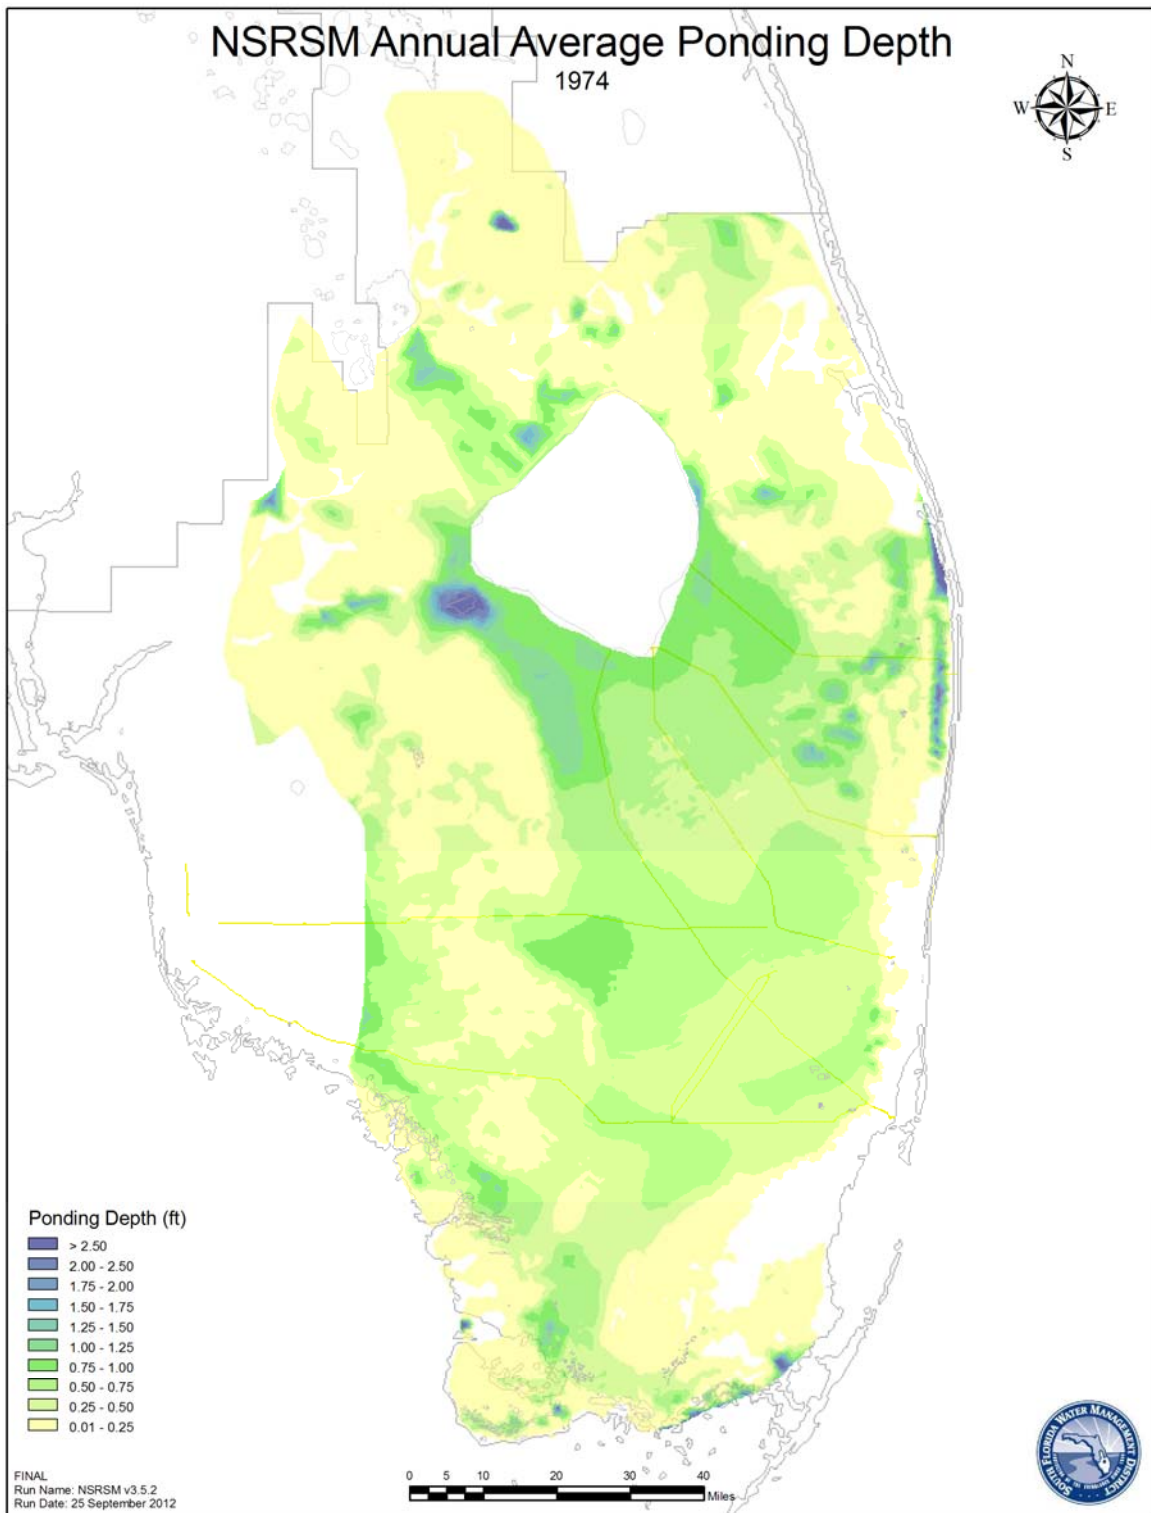 NSRSM Annual Average Ponding Depth
1974
N
W E
S
Ponding Depth (ft)
> 2.50
2.00 - 2.50
1.75 - 2.00
1.50 - 1.75
1.25 - 1.50
1.00 - 1.25
0.75 - 1.00
0.50 - 0.75
0.25 - 0.50
0.01 - 0.25
FINAL
Run Name: NSRSM v3.5.2
Run Date: 25 September 2012
0 5 10 20 30 40
Miles
SOUTH FLORIDA WATER MANAGEMENT DISTRICT